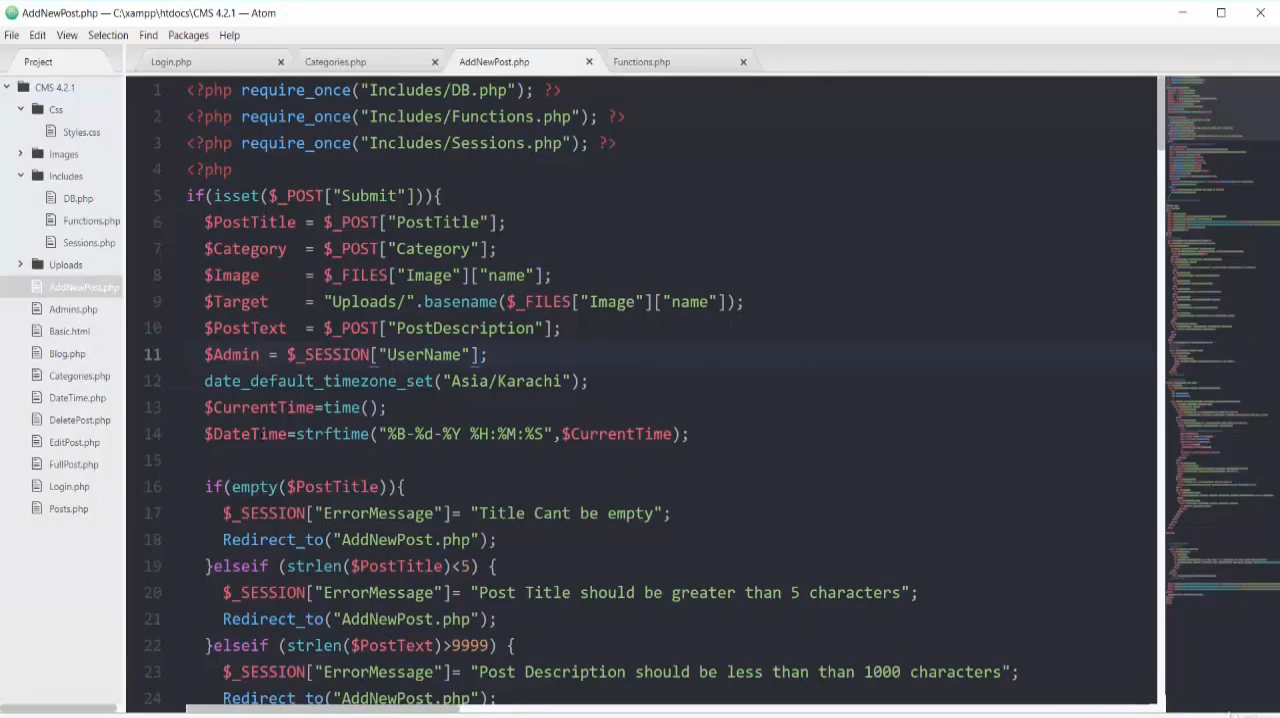 AddNewPost.php — C:\xampp\htdocs\CMS 4.2.1 — Atom
File Edit View Selection Find Packages Help
Project
Login.php
Categories.php
AddNewPost.php
Functions.php
CMS 4.2.1
Css
Styles.css
Images
Includes
DB.php
Functions.php
Sessions.php
Uploads
AddNewPost.php
Admins.php
Basic.html
Blog.php
Categories.php
DateTime.php
DeletePost.php
EditPost.php
FullPost.php
Login.php
Posts.php
1 <?php require_once("Includes/DB.php"); ?>
2 <?php require_once("Includes/Functions.php"); ?>
3 <?php require_once("Includes/Sessions.php"); ?>
4 <?php
5 if(isset($_POST["Submit"])){
6 $PostTitle = $_POST["PostTitle"];
7 $Category = $_POST["Category"];
8 $Image = $_FILES["Image"]["name"];
9 $Target = "Uploads/".basename($_FILES["Image"]["name"]);
10 $PostText = $_POST["PostDescription"];
11 $Admin = $_SESSION["UserName"];
12 date_default_timezone_set("Asia/Karachi");
13 $CurrentTime=time();
14 $DateTime=strftime("%B-%d-%Y %H:%M:%S",$CurrentTime);
15
16 if(empty($PostTitle)){
17 $_SESSION["ErrorMessage"]= "Title Cant be empty";
18 Redirect_to("AddNewPost.php");
19 }elseif (strlen($PostTitle)<5) {
20 $_SESSION["ErrorMessage"]= "Post Title should be greater than 5 characters";
21 Redirect_to("AddNewPost.php");
22 }elseif (strlen($PostText)>9999) {
23 $_SESSION["ErrorMessage"]= "Post Description should be less than than 1000 characters";
24 Redirect_to("AddNewPost.php");